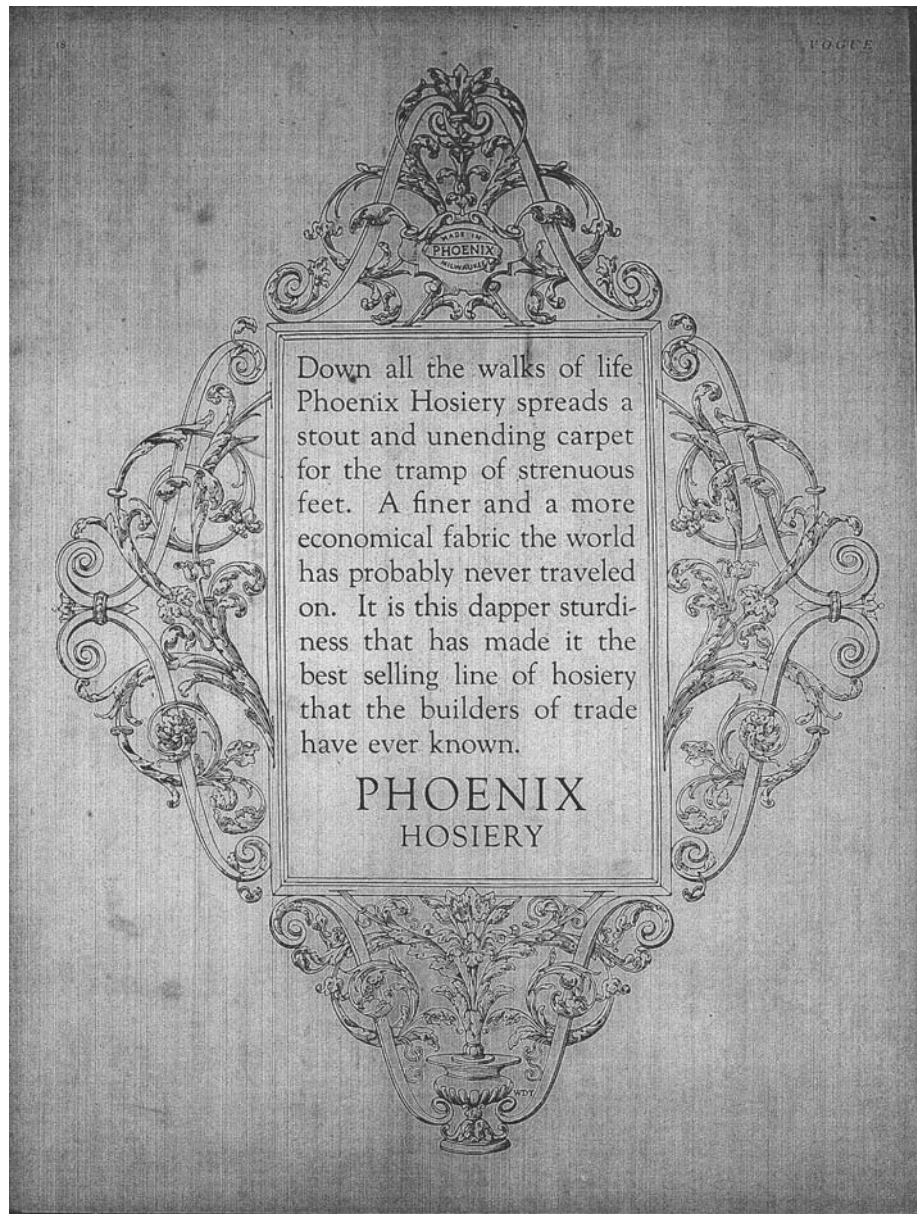 18
VOGUE
MADE IN
PHOENIX
MILWAUKEE
Down all the walks of life
Phoenix Hosiery spreads a
stout and unending carpet
for the tramp of strenuous
feet. A finer and a more
economical fabric the world
has probably never traveled
on. It is this dapper sturdi-
ness that has made it the
best selling line of hosiery
that the builders of trade
have ever known.
PHOENIX
HOSIERY